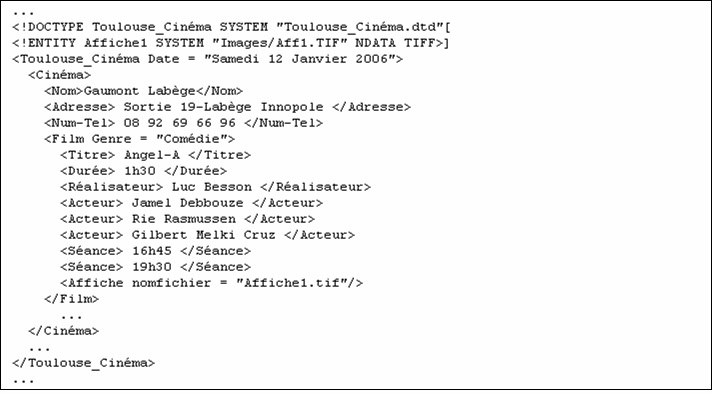 ...
<!DOCTYPE Toulouse_Cinéma SYSTEM "Toulouse_Cinéma.dtd"[
<!ENTITY Affiche1 SYSTEM "Images/Aff1.TIF" NDATA TIFF>]
<Toulouse_Cinéma Date = "Samedi 12 Janvier 2006">
<Cinéma>
<Nom>Gaumont Labège</Nom>
<Adresse> Sortie 19-Labège Innopole </Adresse>
<Num-Tel> 08 92 69 66 96 </Num-Tel>
<Film Genre = "Comédie">
<Titre> Angel-A </Titre>
<Durée> 1h30 </Durée>
<Réalisateur> Luc Besson </Réalisateur>
<Acteur> Jamel Debbouze </Acteur>
<Acteur> Rie Rasmussen </Acteur>
<Acteur> Gilbert Melki Cruz </Acteur>
<Séance> 16h45 </Séance>
<Séance> 19h30 </Séance>
<Affiche nomfichier = "Affiche1.tif"/>
</Film>
...
</Cinéma>
...
</Toulouse_Cinéma>
...